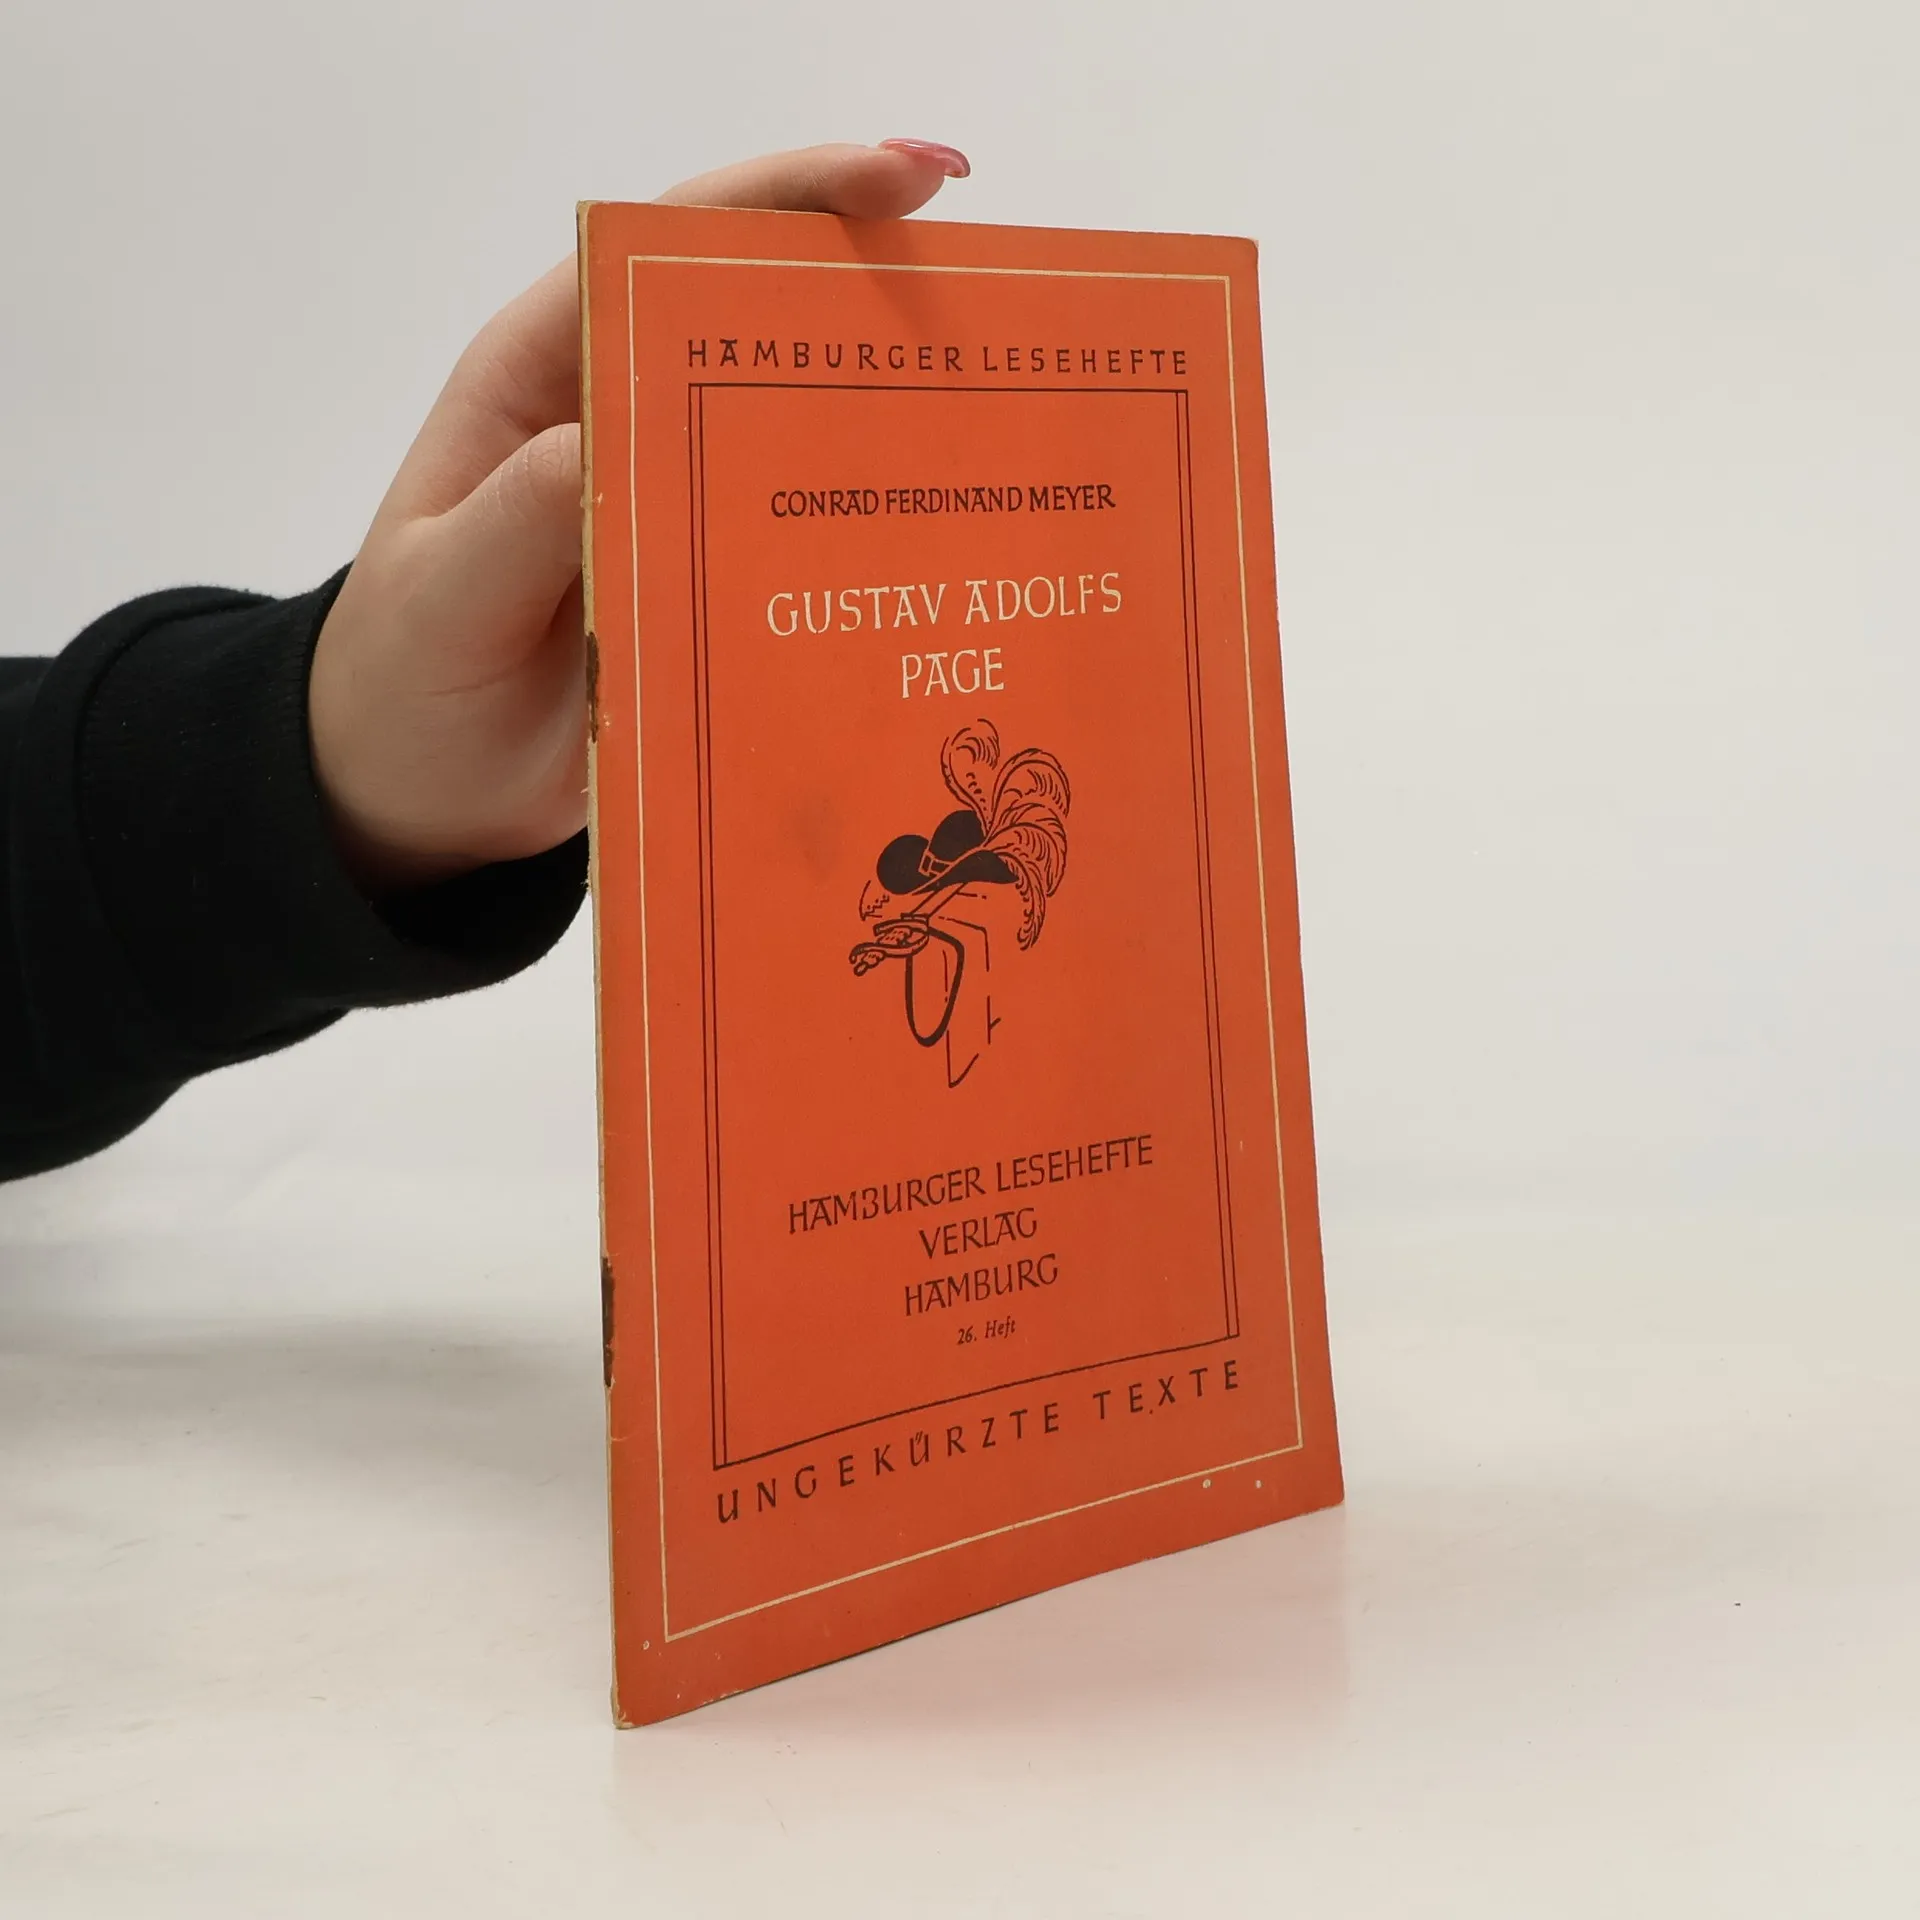 HAMBURGER LESEHEFTE
CONRAD FERDINAND MEYER
GUSTAV ADOLFS
PAGE
HAMBURGER LESEHEFTE
VERLAG
HAMBURG
26. Heft
UNGEKÜRZTE TEXTE